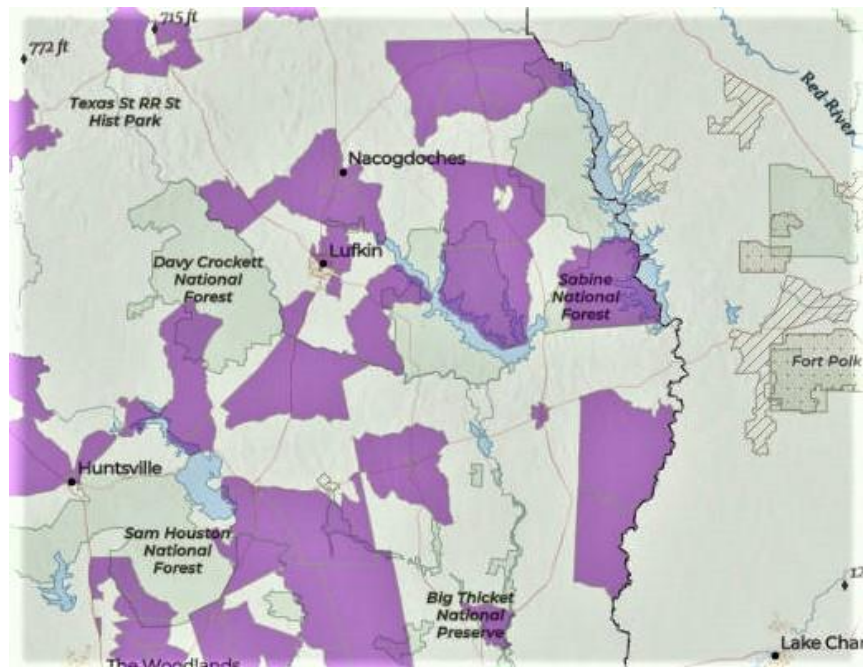 715 ft
772 ft
Texas St RR St
Hist Park
Red River
Nacogdoches
Lufkin
Davy Crockett
National
Forest
Sabine
National
Forest
Fort Polk
Huntsville
Sam Houston
National
Forest
Big Thicket
National
Preserve
12
The Woodlands
Lake Char